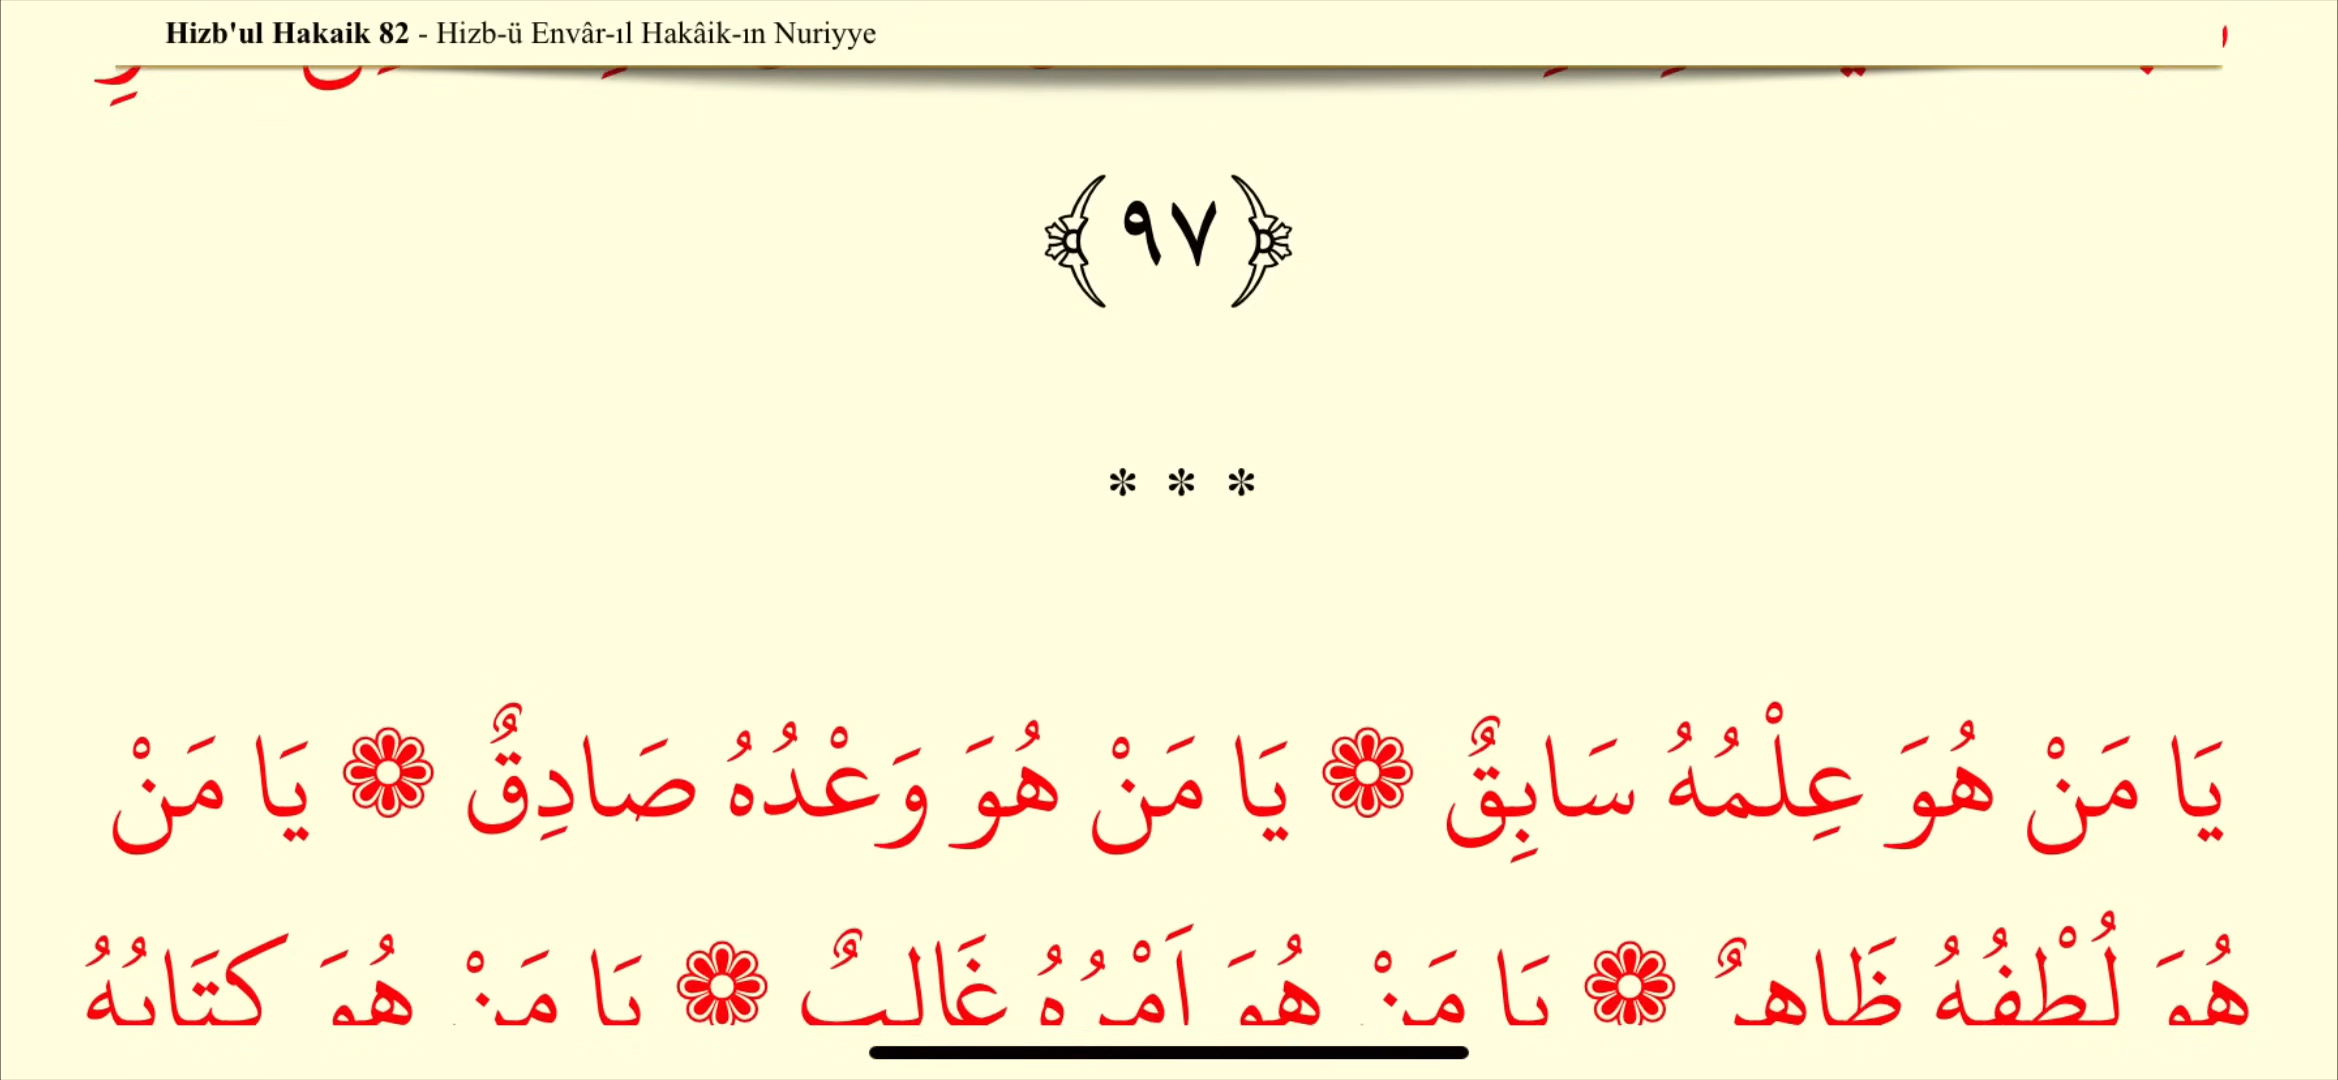 Hizb'ul Hakaik 82 - Hizb-ü Envâr-ıl Hakâik-ın Nuriyye
﴿٩٧﴾
* * *
يَا مَنْ هُوَ عِلْمُهُ سَابِقٌ ❁ يَا مَنْ هُوَ وَعْدُهُ صَادِقٌ ❁ يَا مَنْ
هُوَ لُطْفُهُ ظَاهِرٌ ❁ يَا مَنْ هُوَ اَمْرُهُ غَالِبٌ ❁ يَا مَنْ هُوَ كِتَابُهُ